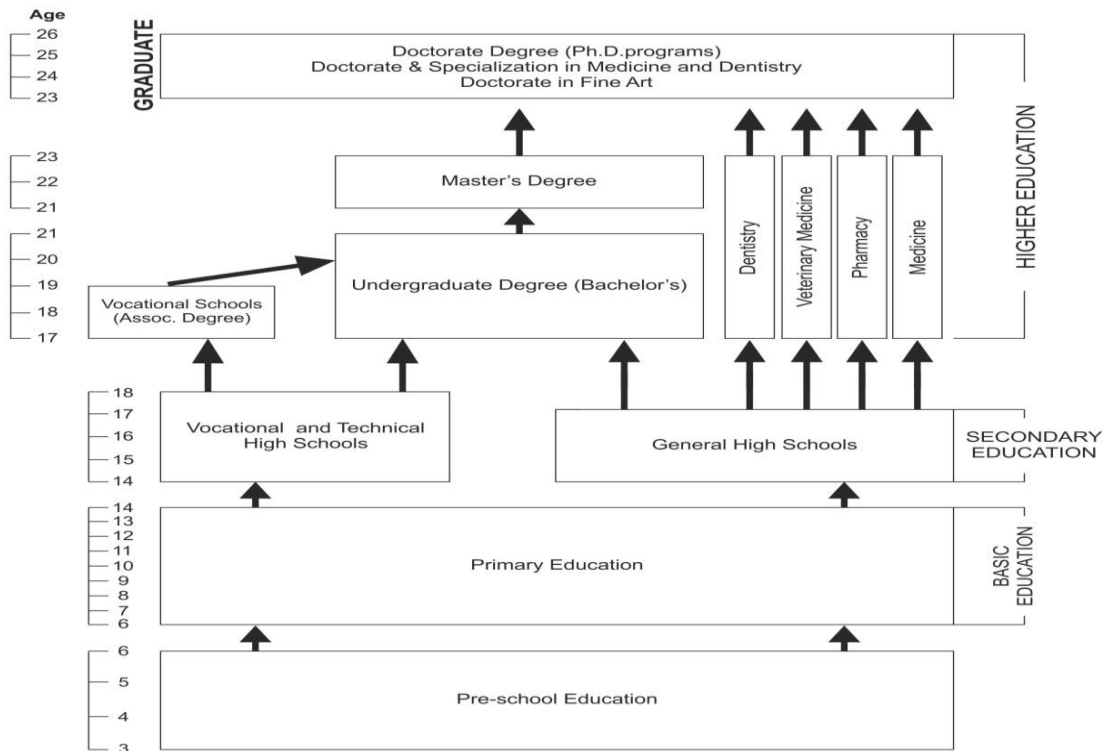 Age
26
25
24
23
GRADUATE
Doctorate Degree (Ph.D.programs)
Doctorate & Specialization in Medicine and Dentistry
Doctorate in Fine Art
HIGHER EDUCATION
23
22
21
Master's Degree
21
20
19
18
17
Vocational Schools
(Assoc. Degree)
Undergraduate Degree (Bachelor's)
Dentistry
Veterinary Medicine
Pharmacy
Medicine
18
17
16
15
14
Vocational and Technical
High Schools
General High Schools
SECONDARY
EDUCATION
14
13
12
11
10
9
8
7
6
Primary Education
BASIC
EDUCATION
6
5
4
3
Pre-school Education